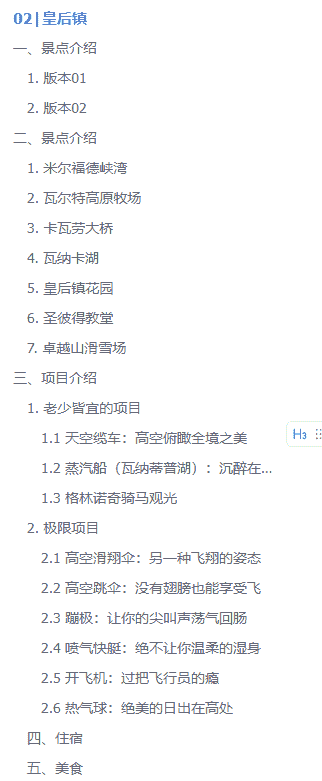 02|皇后镇
一、景点介绍
1. 版本01
2. 版本02
二、景点介绍
1. 米尔福德峡湾
2. 瓦尔特高原牧场
3. 卡瓦劳大桥
4. 瓦纳卡湖
5. 皇后镇花园
6. 圣彼得教堂
7. 卓越山滑雪场
三、项目介绍
1. 老少皆宜的项目
1.1 天空缆车：高空俯瞰全境之美
H3
1.2 蒸汽船（瓦纳蒂普湖）：沉醉在...
1.3 格林诺奇骑马观光
2. 极限项目
2.1 高空滑翔伞：另一种飞翔的姿态
2.2 高空跳伞：没有翅膀也能享受飞
2.3 蹦极：让你的尖叫声荡气回肠
2.4 喷气快艇：绝不让你温柔的湿身
2.5 开飞机：过把飞行员的瘾
2.6 热气球：绝美的日出在高处
四、住宿
五、美食